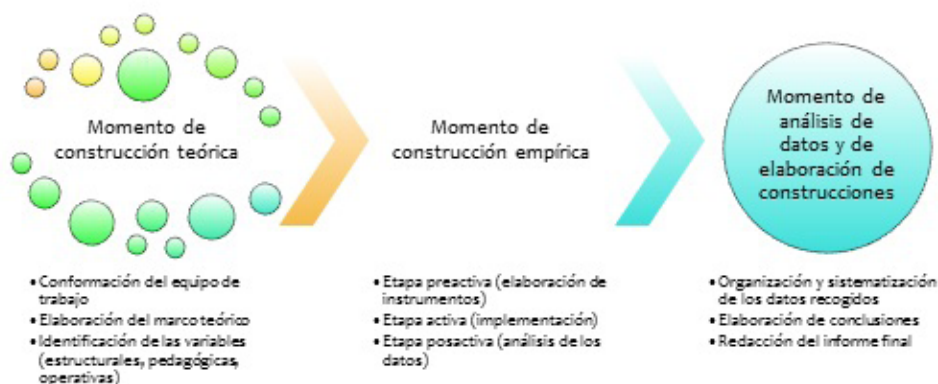 Momento de
construcción teórica
• Conformación del equipo de
trabajo
• Elaboración del marco teórico
• Identificación de las variables
(estructurales, pedagógicas,
operativas)
Momento de
construcción empírica
• Etapa preactiva (elaboración de
instrumentos)
• Etapa activa (implementación)
• Etapa posactiva (análisis de los
datos)
Momento de
análisis de
datos y de
elaboración de
construcciones
• Organización y sistematización
de los datos recogidos
• Elaboración de conclusiones
• Redacción del informe final